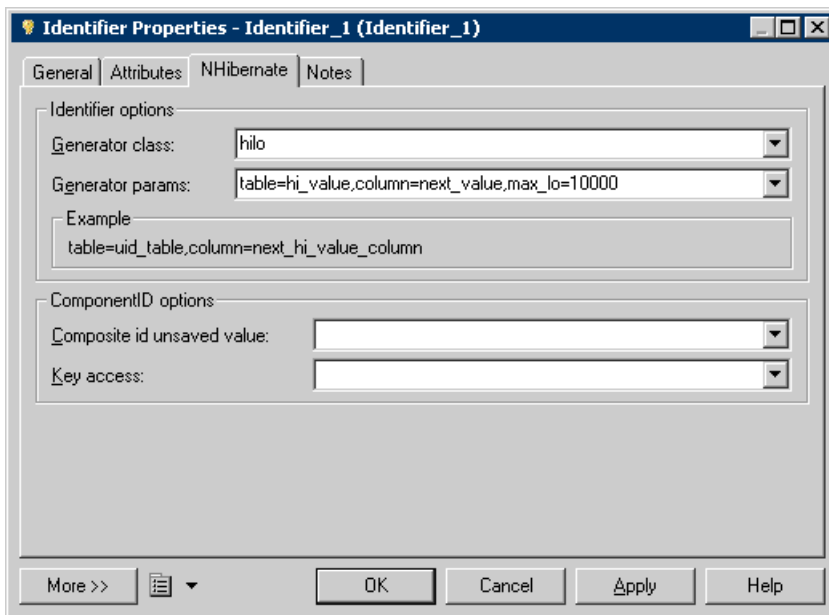 Identifier Properties - Identifier_1 (Identifier_1)
General Attributes NHibernate Notes
Identifier options
Generator class: hilo
Generator params: table=hi_value,column=next_value,max_lo=10000
Example
table=uid_table,column=next_hi_value_column
ComponentID options
Composite id unsaved value:
Key access:
More >> OK Cancel Apply Help